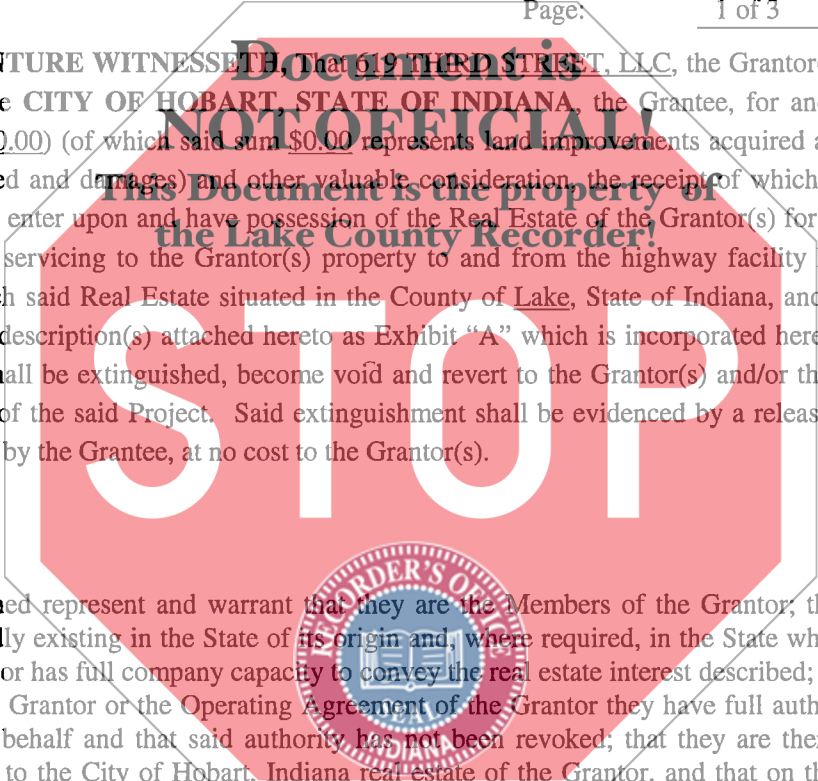 Page: 1 of 3
NTURE WITNESSETH, That 619 THIRD STREET, LLC, the Grantor
e CITY OF HOBART, STATE OF INDIANA, the Grantee, for an
0.00) (of which said sum $0.00 represents land improvements acquired a
ed and damages) and other valuable consideration, the receipt of which
enter upon and have possession of the Real Estate of the Grantor(s) for
servicing to the Grantor(s) property to and from the highway facility
h said Real Estate situated in the County of Lake, State of Indiana, and
description(s) attached hereto as Exhibit “A” which is incorporated here
all be extinguished, become void and revert to the Grantor(s) and/or th
of the said Project. Said extinguishment shall be evidenced by a releas
by the Grantee, at no cost to the Grantor(s).
Document is
NOT OFFICIAL!
This Document is the property of
the Lake County Recorder!
STOP
RECORDER'S OFFICE
SEAL
INDIANA
ned represent and warrant that they are the Members of the Grantor; th
lly existing in the State of its origin and, where required, in the State wh
or has full company capacity to convey the real estate interest described;
Grantor or the Operating Agreement of the Grantor they have full auth
behalf and that said authority has not been revoked; that they are the
to the City of Hobart, Indiana real estate of the Grantor, and that on th